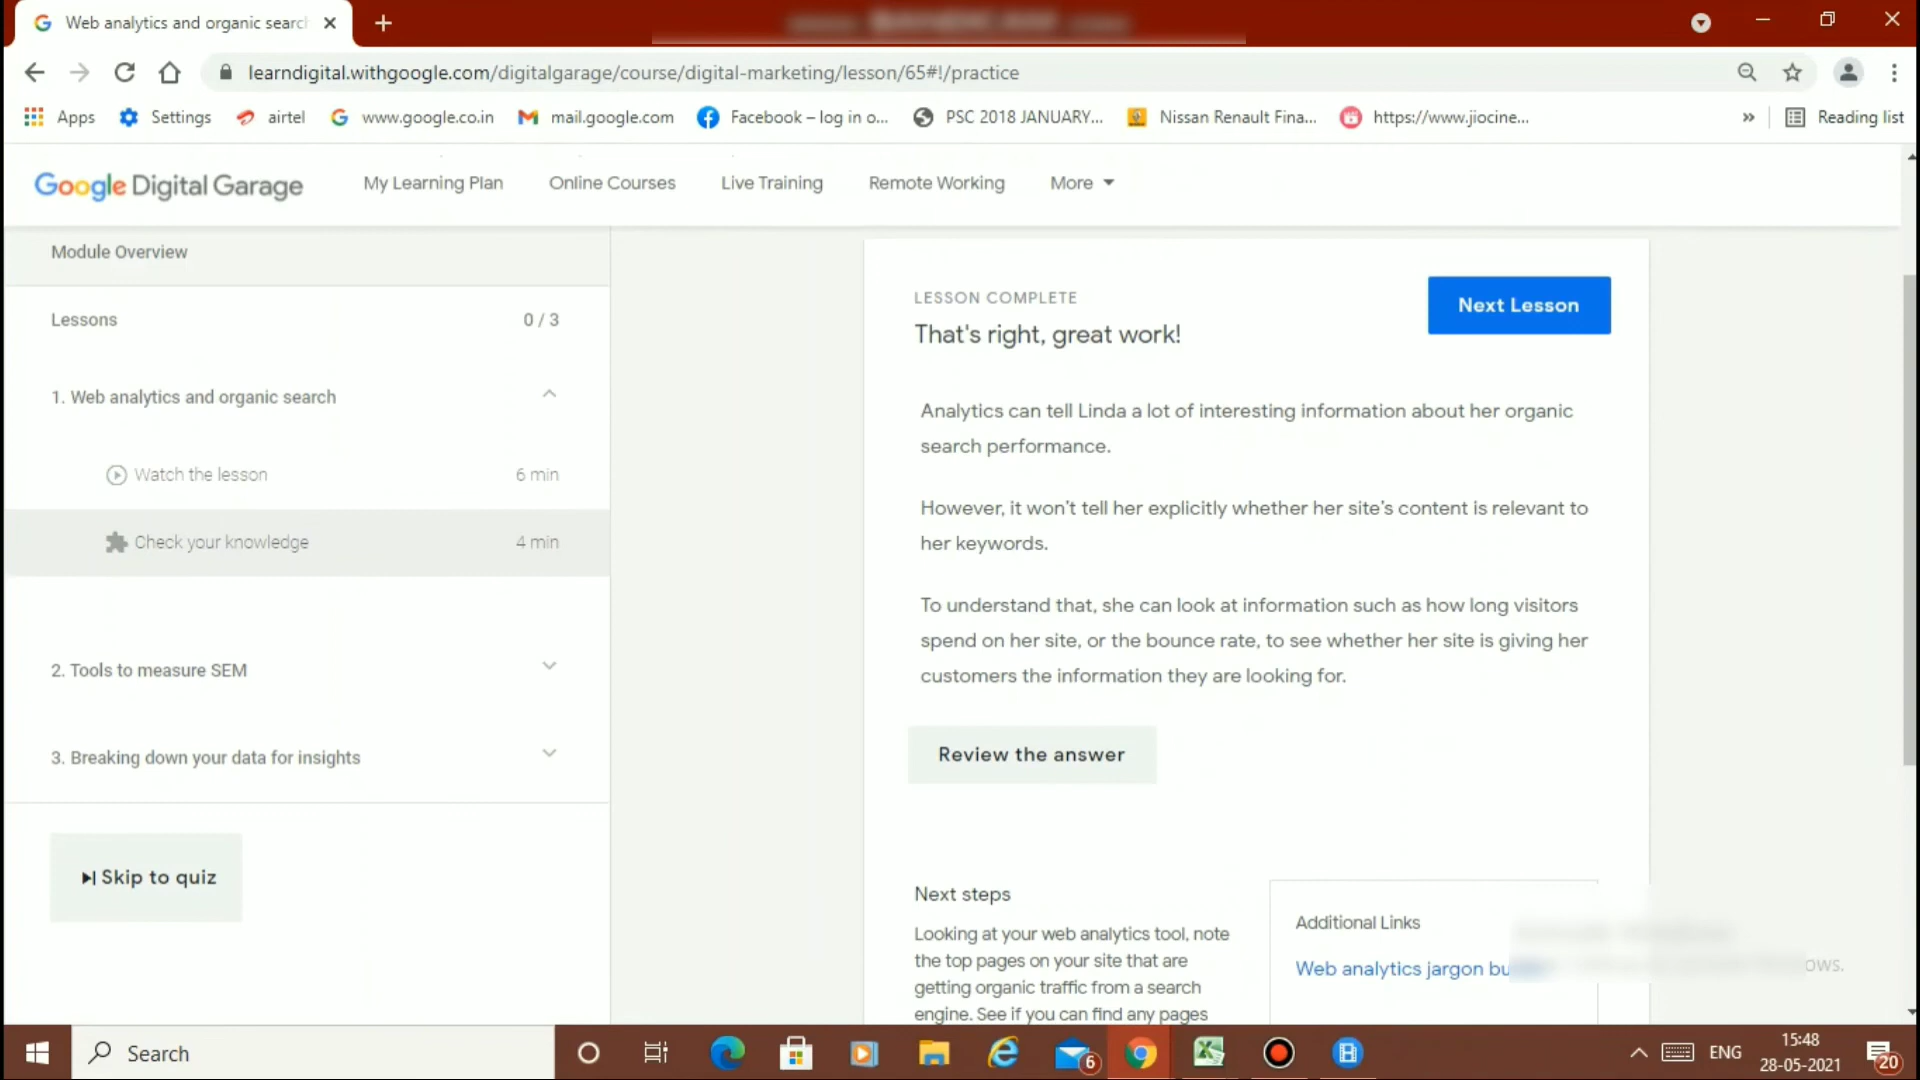 Web analytics and organic searc
learndigital.withgoogle.com/digitalgarage/course/digital-marketing/lesson/65#!/practice
Apps Settings airtel www.google.co.in mail.google.com Facebook – log in o... PSC 2018 JANUARY... Nissan Renault Fina... https://www.jiocine... » Reading list
Google Digital Garage My Learning Plan Online Courses Live Training Remote Working More
Module Overview
Lessons 0 / 3
1. Web analytics and organic search
Watch the lesson 6 min
Check your knowledge 4 min
2. Tools to measure SEM
3. Breaking down your data for insights
Skip to quiz
LESSON COMPLETE
That's right, great work!
Next Lesson
Analytics can tell Linda a lot of interesting information about her organic
search performance.
However, it won't tell her explicitly whether her site's content is relevant to
her keywords.
To understand that, she can look at information such as how long visitors
spend on her site, or the bounce rate, to see whether her site is giving her
customers the information they are looking for.
Review the answer
Next steps
Looking at your web analytics tool, note
the top pages on your site that are
getting organic traffic from a search
engine. See if you can find any pages
Additional Links
Web analytics jargon bu
ows.
Search
6
ENG
15:48
28-05-2021
20